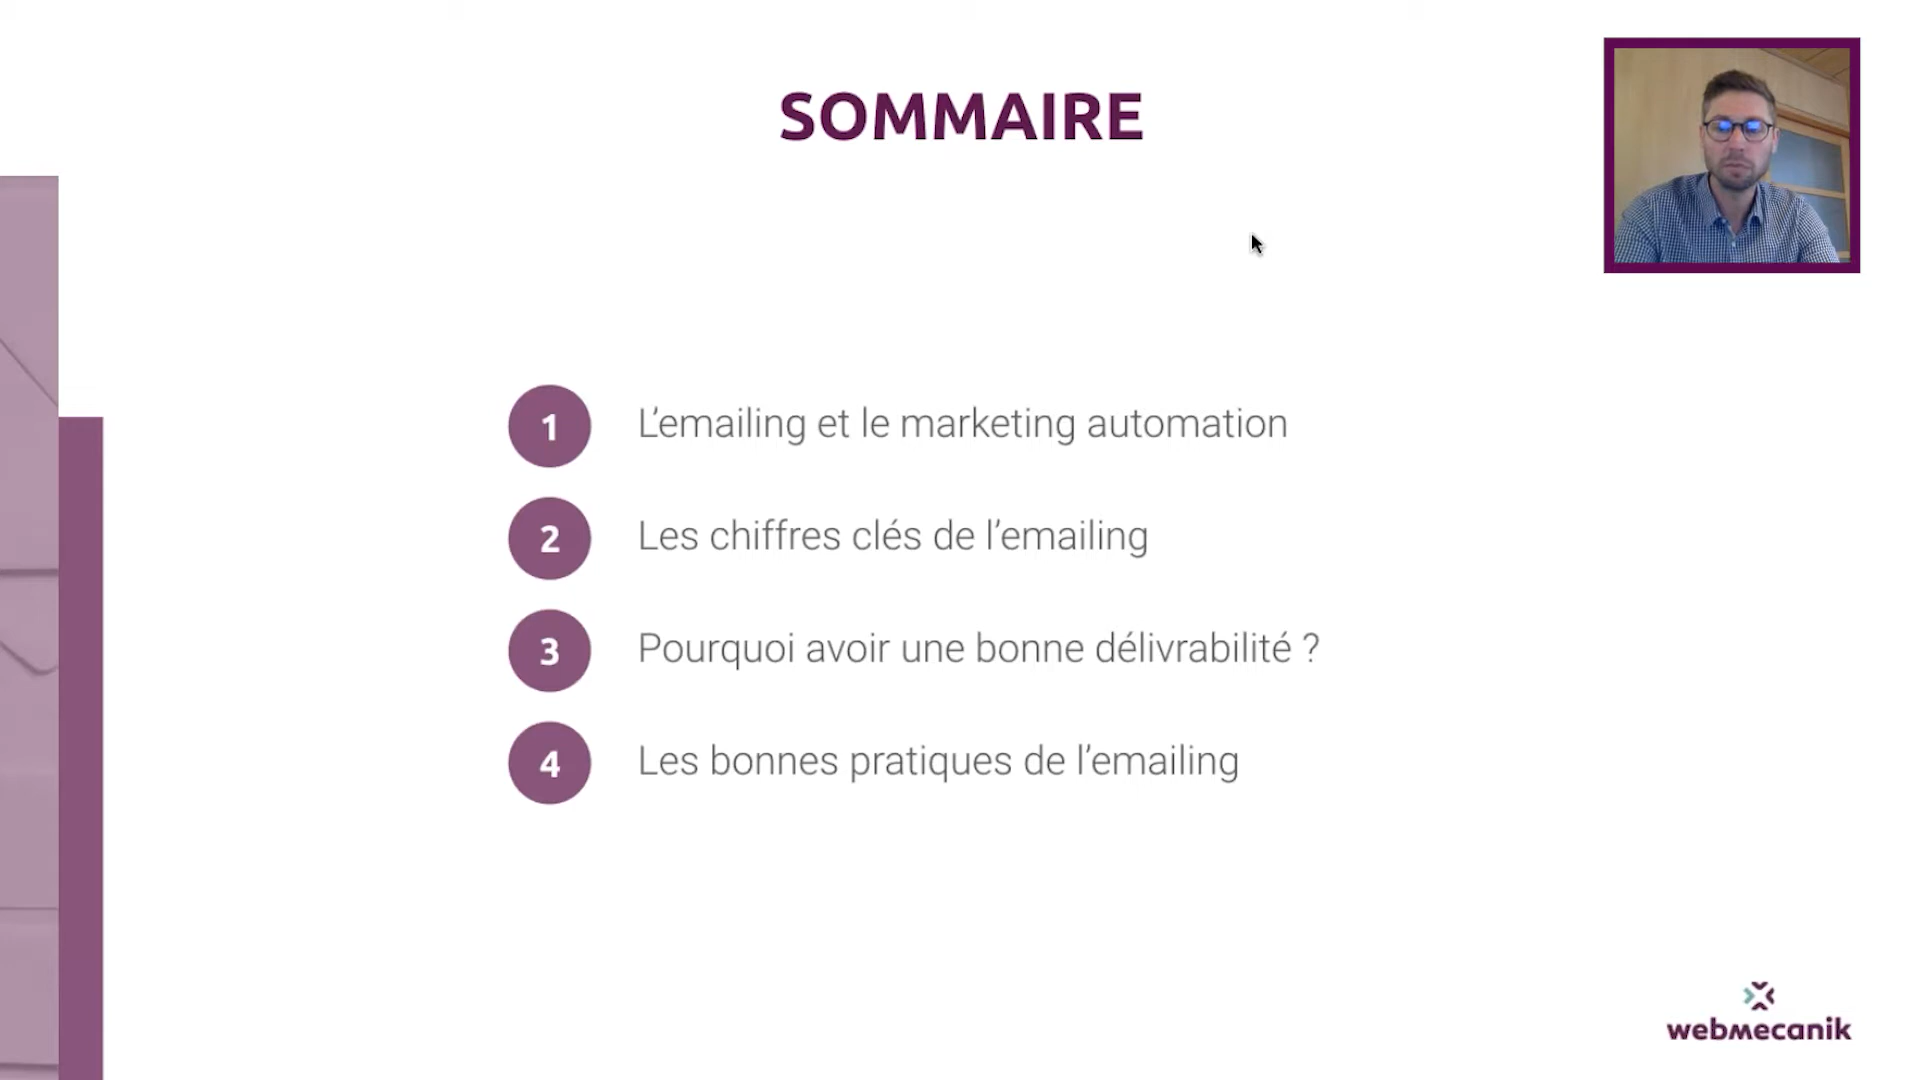 SOMMAIRE
1 L’emailing et le marketing automation
2 Les chiffres clés de l’emailing
3 Pourquoi avoir une bonne délivrabilité ?
4 Les bonnes pratiques de l’emailing
webmecanik